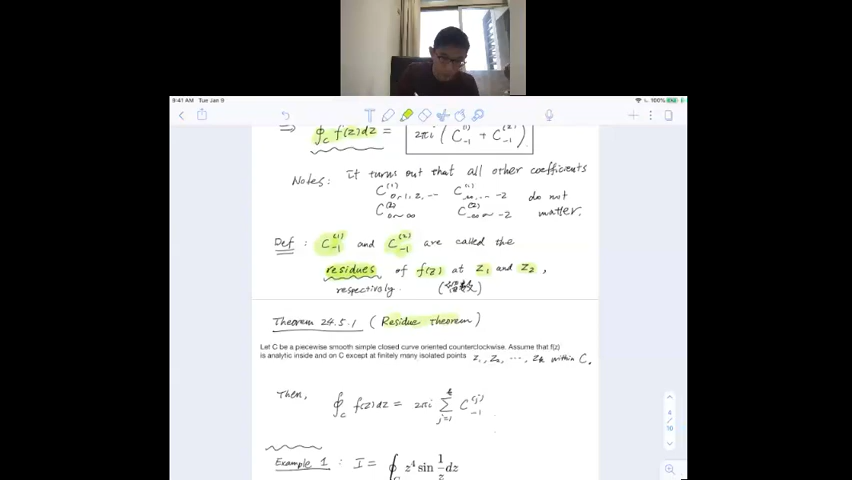 9:41 AM Tue Jan 9
100%
⟹ ∮_C f(z)dz = 2πi ( C_{-1}^{(1)} + C_{-1}^{(2)} ).
Notes: It turns out that all other coefficients
C_{0,1,2,...}^{(1)} C_{-∞,...-2}^{(1)} do not
C_{0~∞}^{(2)} C_{-∞~-2}^{(2)} matter.
Def : C_{-1}^{(1)} and C_{-1}^{(2)} are called the
residues of f(z) at z_1 and z_2,
respectively. (留數)
Theorem 24.5.1 (Residue Theorem)
Let C be a piecewise smooth simple closed curve oriented counterclockwise. Assume that f(z)
is analytic inside and on C except at finitely many isolated points z_1, z_2, ..., z_k within C.
Then, ∮_C f(z)dz = 2πi ∑_{j=1}^{k} C_{-1}^{(j)}
Example 1 : I = ∮_C z^4 sin 1/z dz
4
10